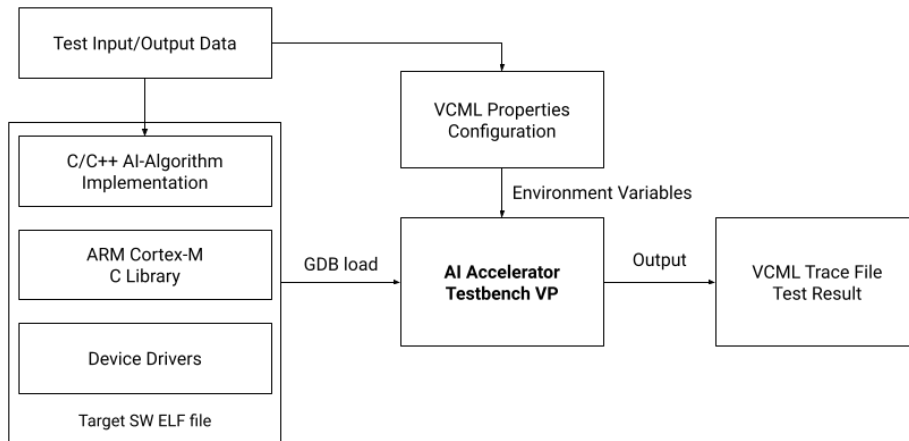 Test Input/Output Data
VCML Properties
Configuration
C/C++ AI-Algorithm
Implementation
Environment Variables
ARM Cortex-M
C Library
GDB load
AI Accelerator
Testbench VP
Output
VCML Trace File
Test Result
Device Drivers
Target SW ELF file